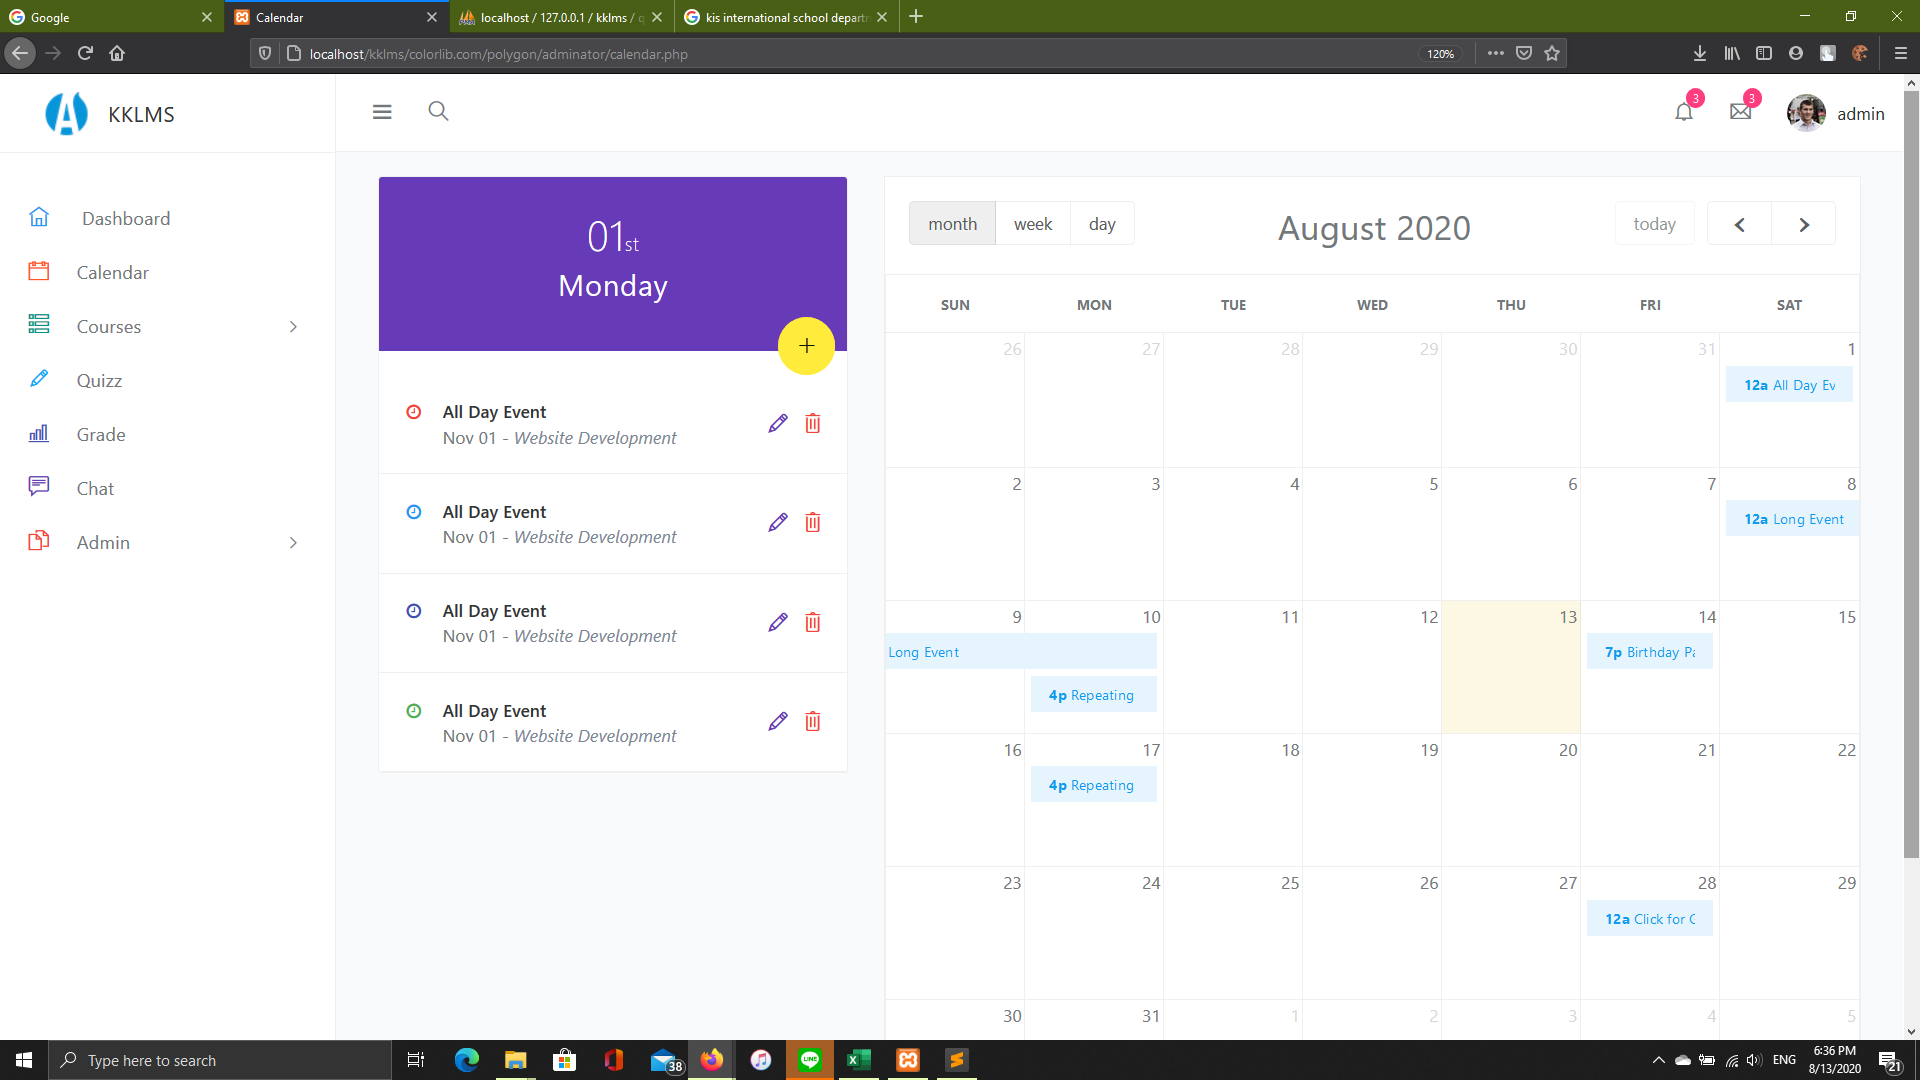 Google
Calendar
localhost / 127.0.0.1 / kklms / q
kis international school departm
localhost/kklms/colorlib.com/polygon/adminator/calendar.php
120%
KKLMS
3
3
admin
Dashboard
Calendar
Courses
Quizz
Grade
Chat
Admin
01st
Monday
+
All Day Event
Nov 01 - Website Development
All Day Event
Nov 01 - Website Development
All Day Event
Nov 01 - Website Development
All Day Event
Nov 01 - Website Development
month week day
August 2020
today
SUN MON TUE WED THU FRI SAT
26 27 28 29 30 31 1
12a All Day Ev
2 3 4 5 6 7 8
12a Long Event
9 10 11 12 13 14 15
Long Event
7p Birthday Pa
4p Repeating
16 17 18 19 20 21 22
4p Repeating
23 24 25 26 27 28 29
12a Click for G
30 31 1 2 3 4 5
Type here to search
38
LINE
ENG
6:36 PM
8/13/2020
21